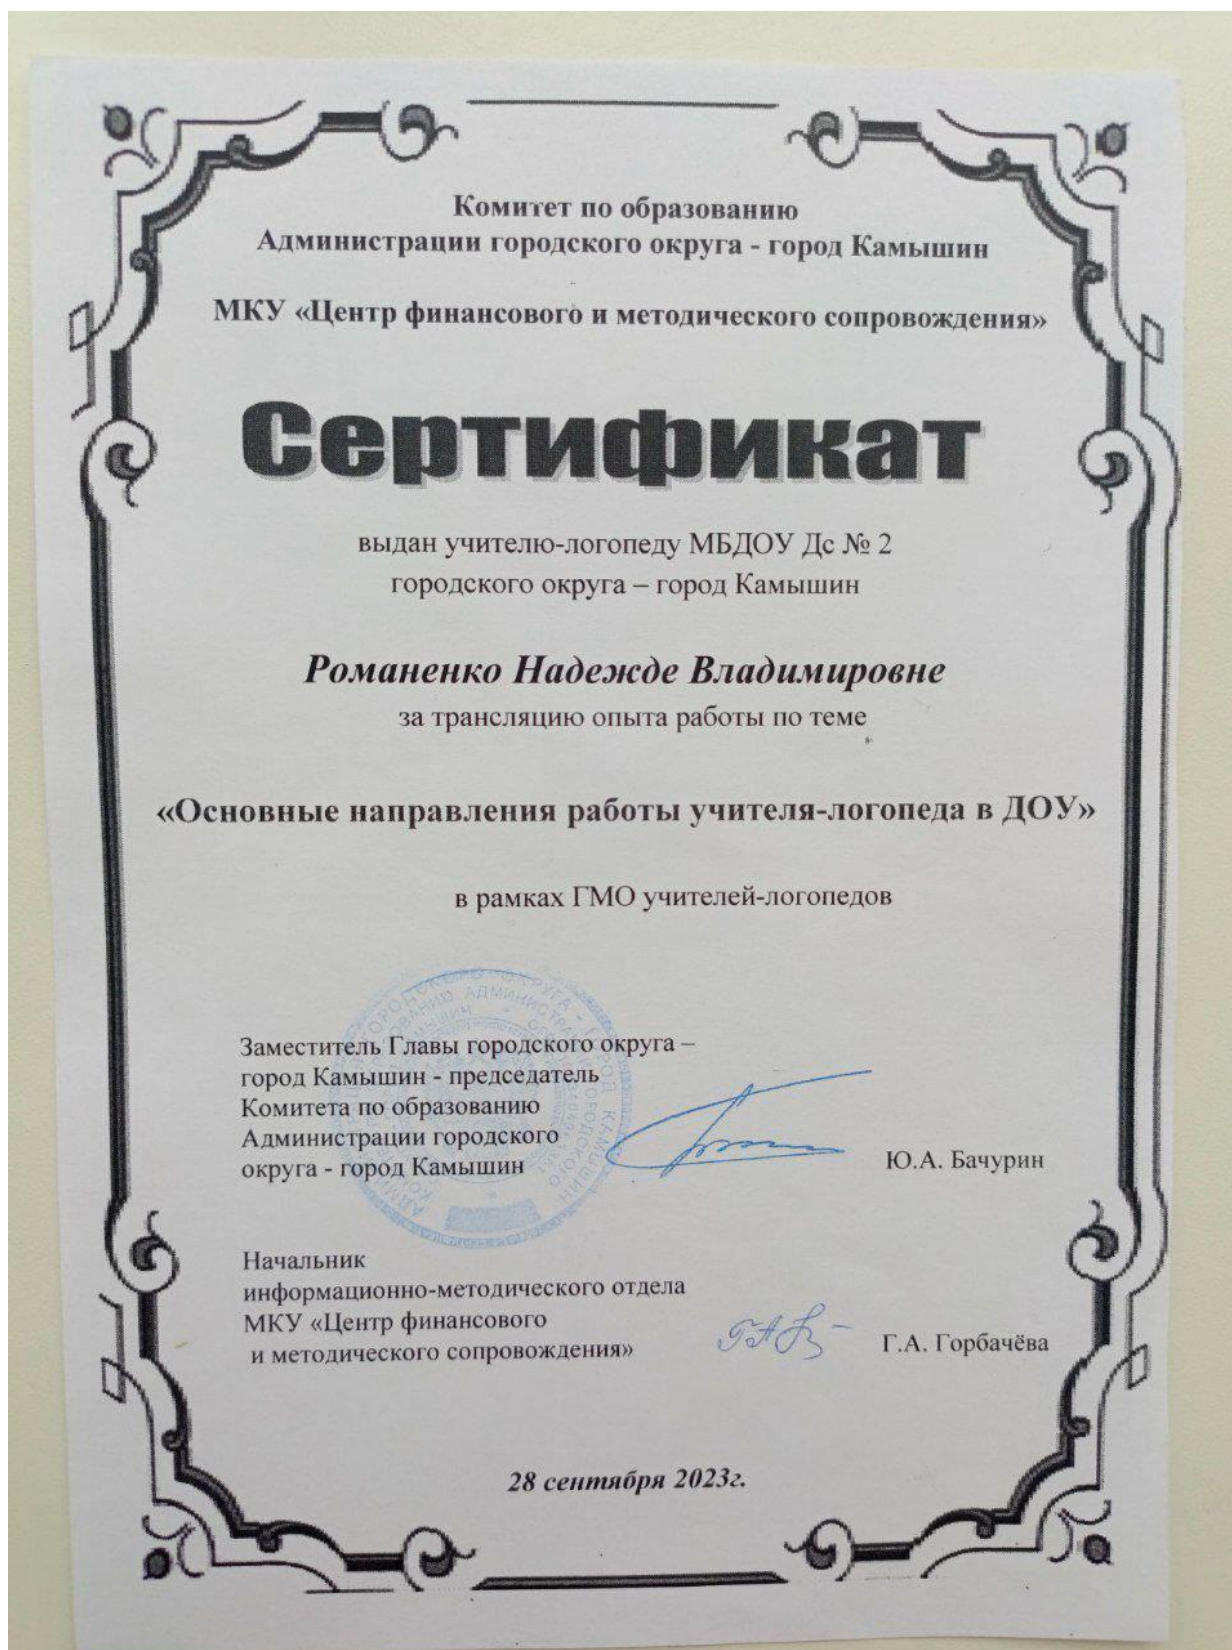 Комитет по образованию
Администрации городского округа - город Камышин
МКУ «Центр финансового и методического сопровождения»
Сертификат
выдан учителю-логопеду МБДОУ Дс № 2
городского округа – город Камышин
Романенко Надежде Владимировне
за трансляцию опыта работы по теме
«Основные направления работы учителя-логопеда в ДОУ»
в рамках ГМО учителей-логопедов
Заместитель Главы городского округа –
город Камышин - председатель
Комитета по образованию
Администрации городского
округа - город Камышин
Ю.А. Бачурин
Начальник
информационно-методического отдела
МКУ «Центр финансового
и методического сопровождения»
Г.А. Горбачёва
28 сентября 2023г.